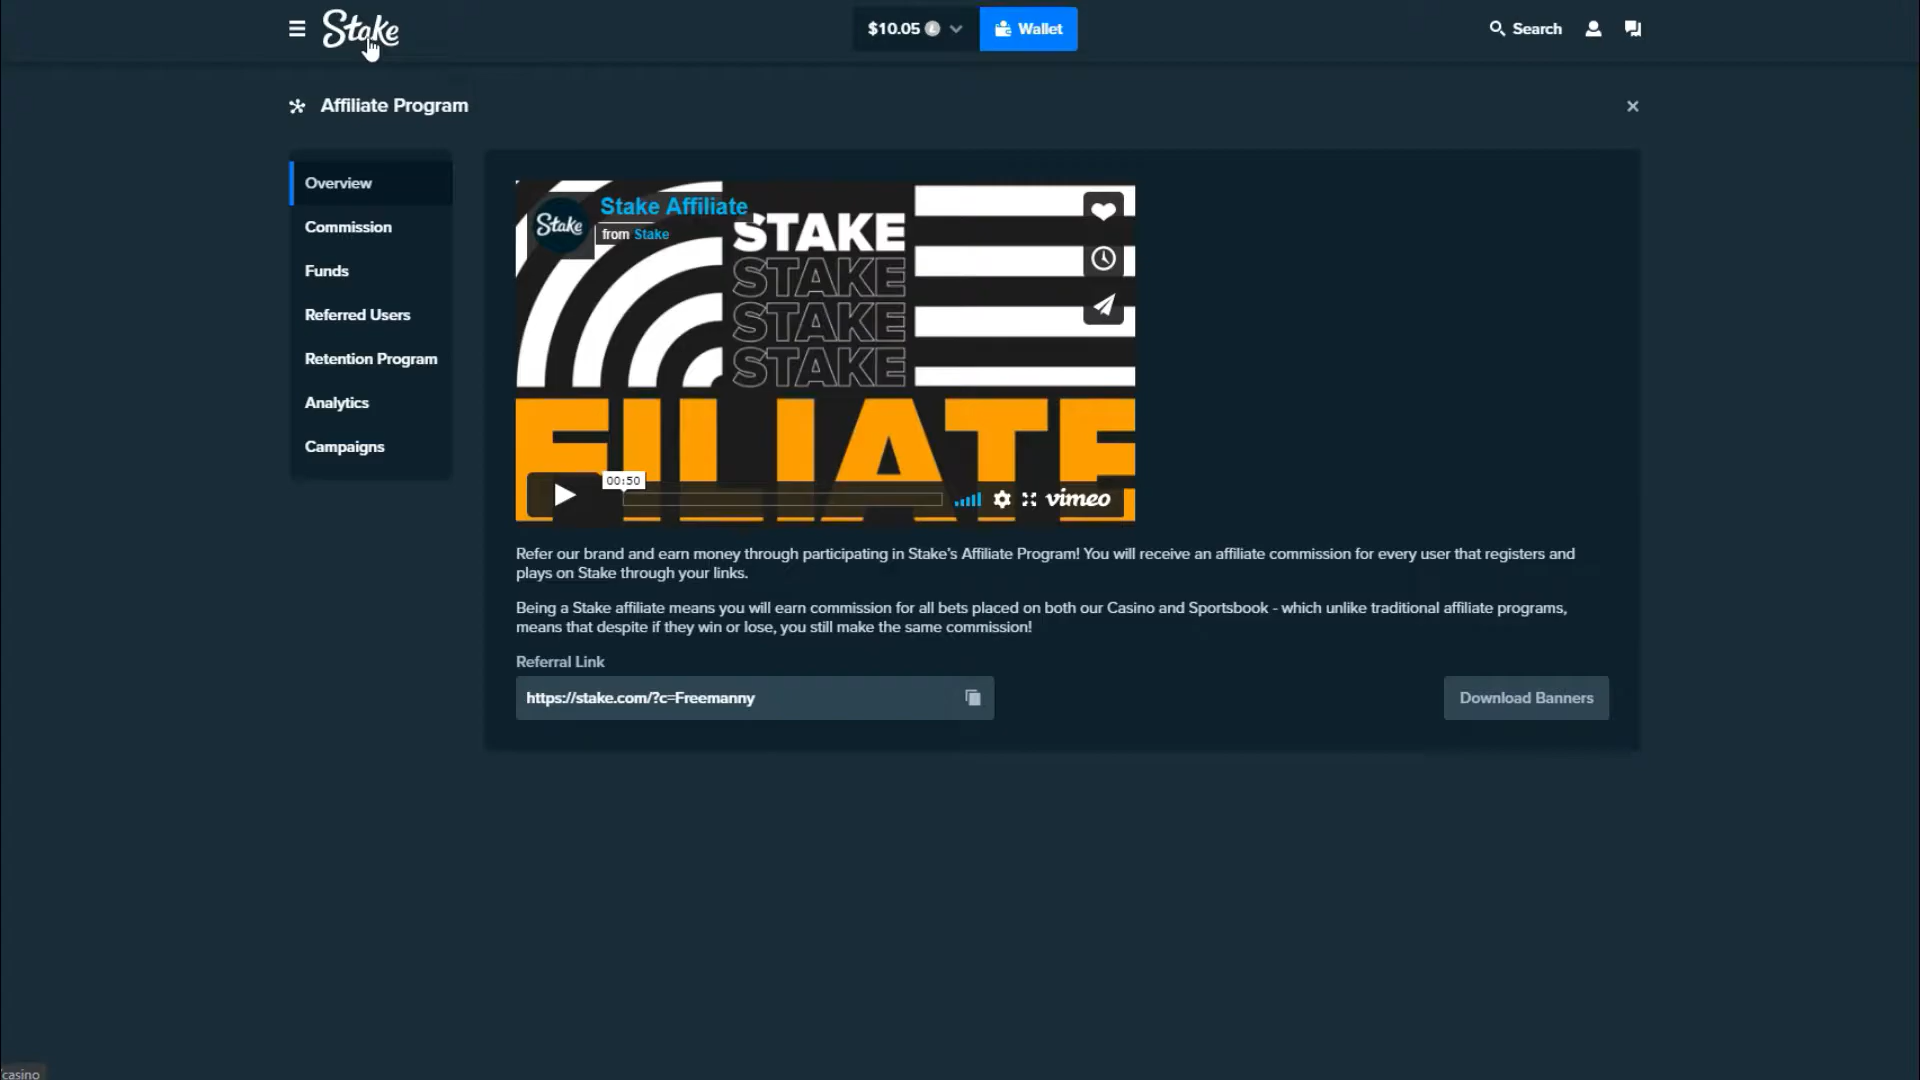 Stake
$10.05
Wallet
Search
Affiliate Program
Overview
Commission
Funds
Referred Users
Retention Program
Analytics
Campaigns
Stake
Stake Affiliate
from Stake
STAKE
STAKE
STAKE
STAKE
FILIATE
00:50
vimeo
Refer our brand and earn money through participating in Stake's Affiliate Program! You will receive an affiliate commission for every user that registers and
plays on Stake through your links.
Being a Stake affiliate means you will earn commission for all bets placed on both our Casino and Sportsbook - which unlike traditional affiliate programs,
means that despite if they win or lose, you still make the same commission!
Referral Link
https://stake.com/?c=Freemanny
Download Banners
casino